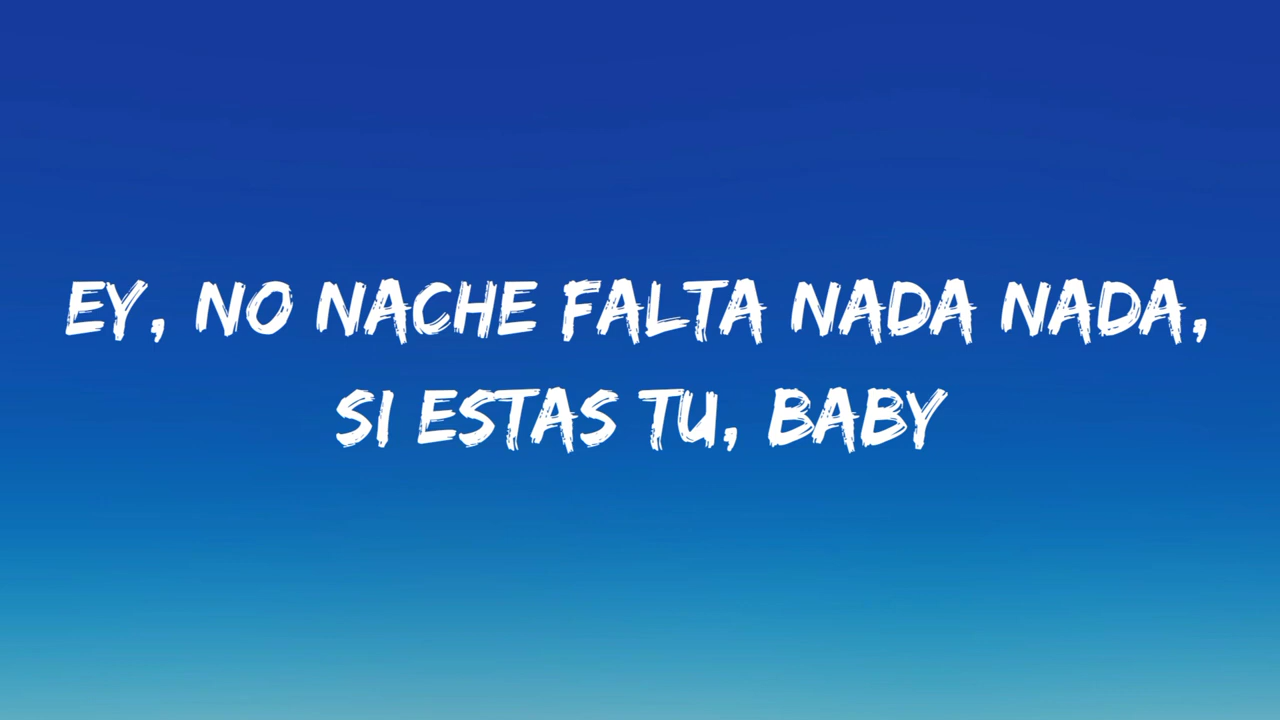 EY, NO NACHE FALTA NADA NADA,
SI ESTAS TU, BABY